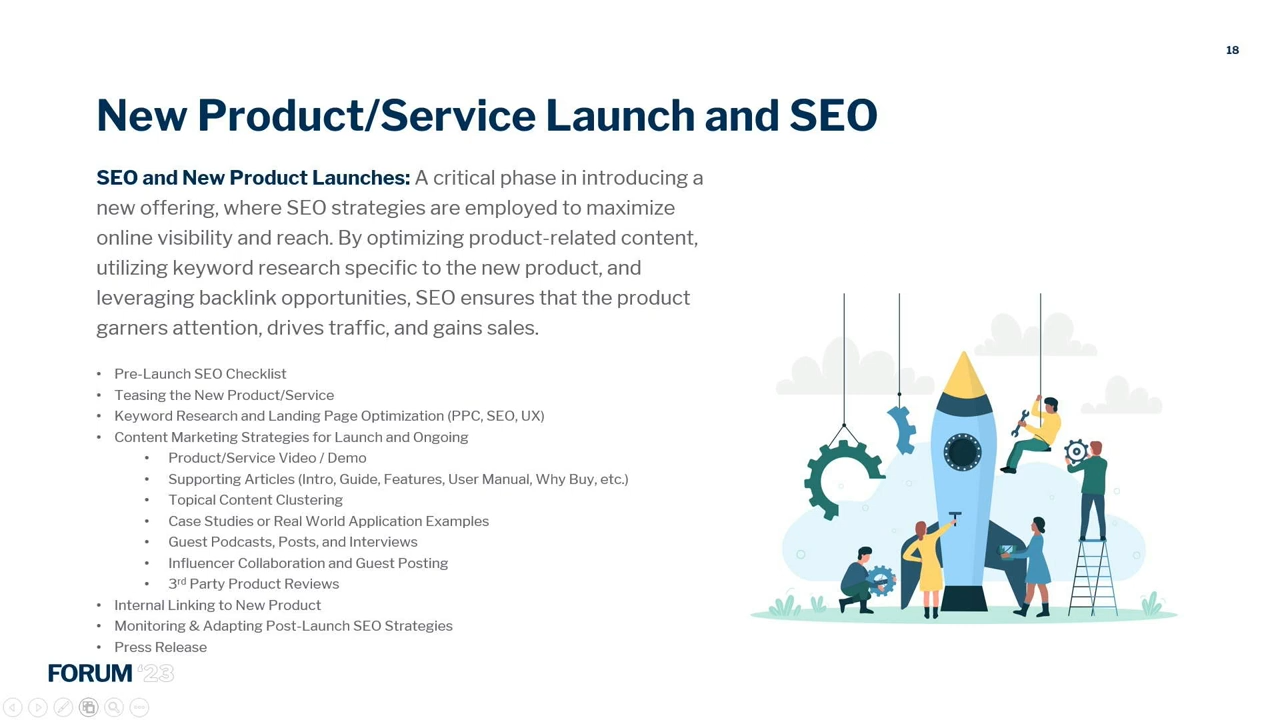 18
New Product/Service Launch and SEO
SEO and New Product Launches: A critical phase in introducing a
new offering, where SEO strategies are employed to maximize
online visibility and reach. By optimizing product-related content,
utilizing keyword research specific to the new product, and
leveraging backlink opportunities, SEO ensures that the product
garners attention, drives traffic, and gains sales.
• Pre-Launch SEO Checklist
• Teasing the New Product/Service
• Keyword Research and Landing Page Optimization (PPC, SEO, UX)
• Content Marketing Strategies for Launch and Ongoing
• Product/Service Video / Demo
• Supporting Articles (Intro, Guide, Features, User Manual, Why Buy, etc.)
• Topical Content Clustering
• Case Studies or Real World Application Examples
• Guest Podcasts, Posts, and Interviews
• Influencer Collaboration and Guest Posting
• 3rd Party Product Reviews
• Internal Linking to New Product
• Monitoring & Adapting Post-Launch SEO Strategies
• Press Release
FORUM ‘23